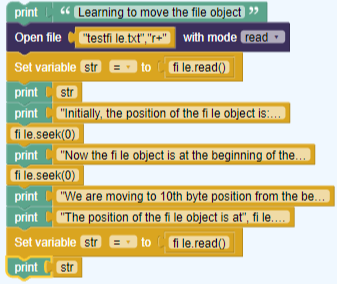 print “ Learning to move the file object ”
Open file "testfi le.txt","r+" with mode read
Set variable str = to fi le.read()
print str
print "Initially, the position of the fi le object is:…
fi le.seek(0)
print "Now the fi le object is at the beginning of the…
fi le.seek(0)
print "We are moving to 10th byte position from the be…
print "The position of the fi le object is at", fi le.…
Set variable str = to fi le.read()
print str